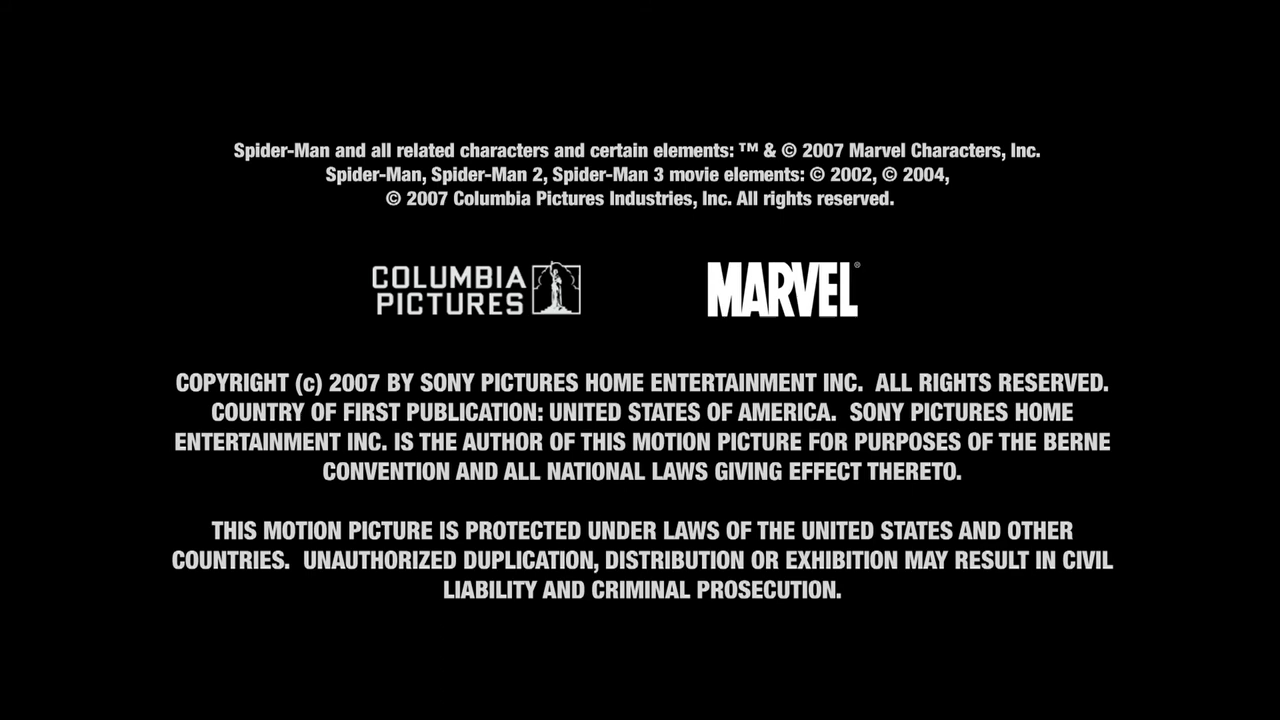 Spider-Man and all related characters and certain elements: ™ & © 2007 Marvel Characters, Inc.
Spider-Man, Spider-Man 2, Spider-Man 3 movie elements: © 2002, © 2004,
© 2007 Columbia Pictures Industries, Inc. All rights reserved.
COLUMBIA
PICTURES
MARVEL®
COPYRIGHT (c) 2007 BY SONY PICTURES HOME ENTERTAINMENT INC.  ALL RIGHTS RESERVED.
COUNTRY OF FIRST PUBLICATION: UNITED STATES OF AMERICA.  SONY PICTURES HOME
ENTERTAINMENT INC. IS THE AUTHOR OF THIS MOTION PICTURE FOR PURPOSES OF THE BERNE
CONVENTION AND ALL NATIONAL LAWS GIVING EFFECT THERETO.
THIS MOTION PICTURE IS PROTECTED UNDER LAWS OF THE UNITED STATES AND OTHER
COUNTRIES.  UNAUTHORIZED DUPLICATION, DISTRIBUTION OR EXHIBITION MAY RESULT IN CIVIL
LIABILITY AND CRIMINAL PROSECUTION.